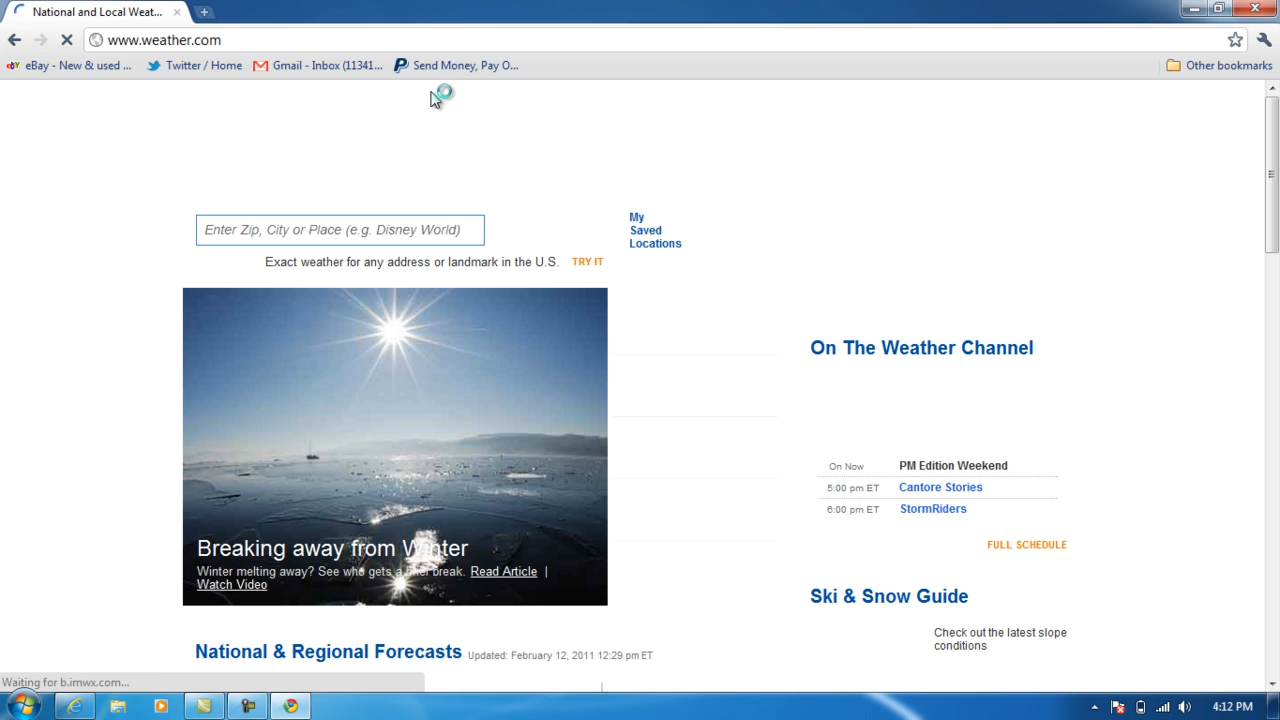 National and Local Weat...
www.weather.com
eBay - New & used ...
Twitter / Home
Gmail - Inbox (11341...
Send Money, Pay O...
Other bookmarks
Enter Zip, City or Place (e.g. Disney World)
My
Saved
Locations
Exact weather for any address or landmark in the U.S. TRY IT
On The Weather Channel
On Now PM Edition Weekend
5:00 pm ET Cantore Stories
6:00 pm ET StormRiders
FULL SCHEDULE
Breaking away from Winter
Winter melting away? See who gets a brief break. Read Article |
Watch Video
Ski & Snow Guide
Check out the latest slope
conditions
National & Regional Forecasts Updated: February 12, 2011 12:29 pm ET
Waiting for b.imwx.com...
4:12 PM